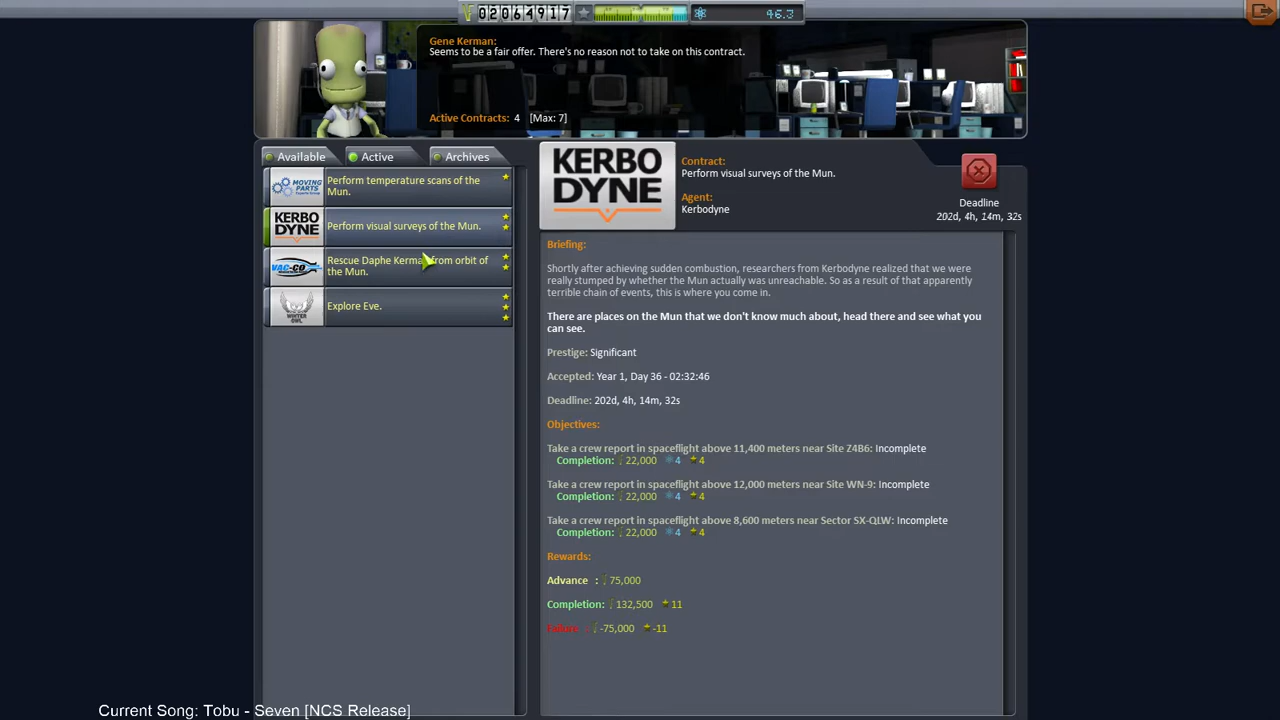 02064917
46.3
Gene Kerman:
Seems to be a fair offer. There's no reason not to take on this contract.
Active Contracts: 4 [Max: 7]
Available
Active
Archives
MOVING PARTS
Perform temperature scans of the
Mun.
KERBO
DYNE
Perform visual surveys of the Mun.
VAC-CO
Rescue Daphe Kerman from orbit of
the Mun.
WINTER OWL
Explore Eve.
KERBO
DYNE
Contract:
Perform visual surveys of the Mun.
Agent:
Kerbodyne
Deadline
202d, 4h, 14m, 32s
Briefing:
Shortly after achieving sudden combustion, researchers from Kerbodyne realized that we were
really stumped by whether the Mun actually was unreachable. So as a result of that apparently
terrible chain of events, this is where you come in.
There are places on the Mun that we don't know much about, head there and see what you
can see.
Prestige: Significant
Accepted: Year 1, Day 36 - 02:32:46
Deadline: 202d, 4h, 14m, 32s
Objectives:
Take a crew report in spaceflight above 11,400 meters near Site Z4B6: Incomplete
Completion: 22,000 4 4
Take a crew report in spaceflight above 12,000 meters near Site WN-9: Incomplete
Completion: 22,000 4 4
Take a crew report in spaceflight above 8,600 meters near Sector SX-QLW: Incomplete
Completion: 22,000 4 4
Rewards:
Advance : 75,000
Completion: 132,500 11
Failure : -75,000 -11
Current Song: Tobu - Seven [NCS Release]